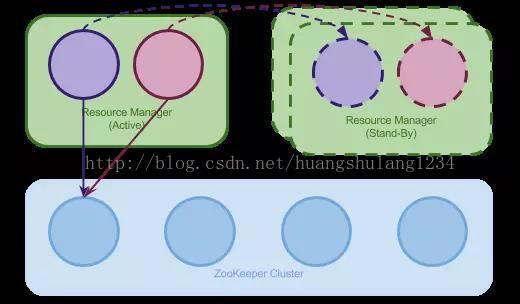 Resource Manager
(Active)
Resource Manager
(Stand-By)
http://blog.csdn.net/huangshulang1234
ZooKeeper Cluster